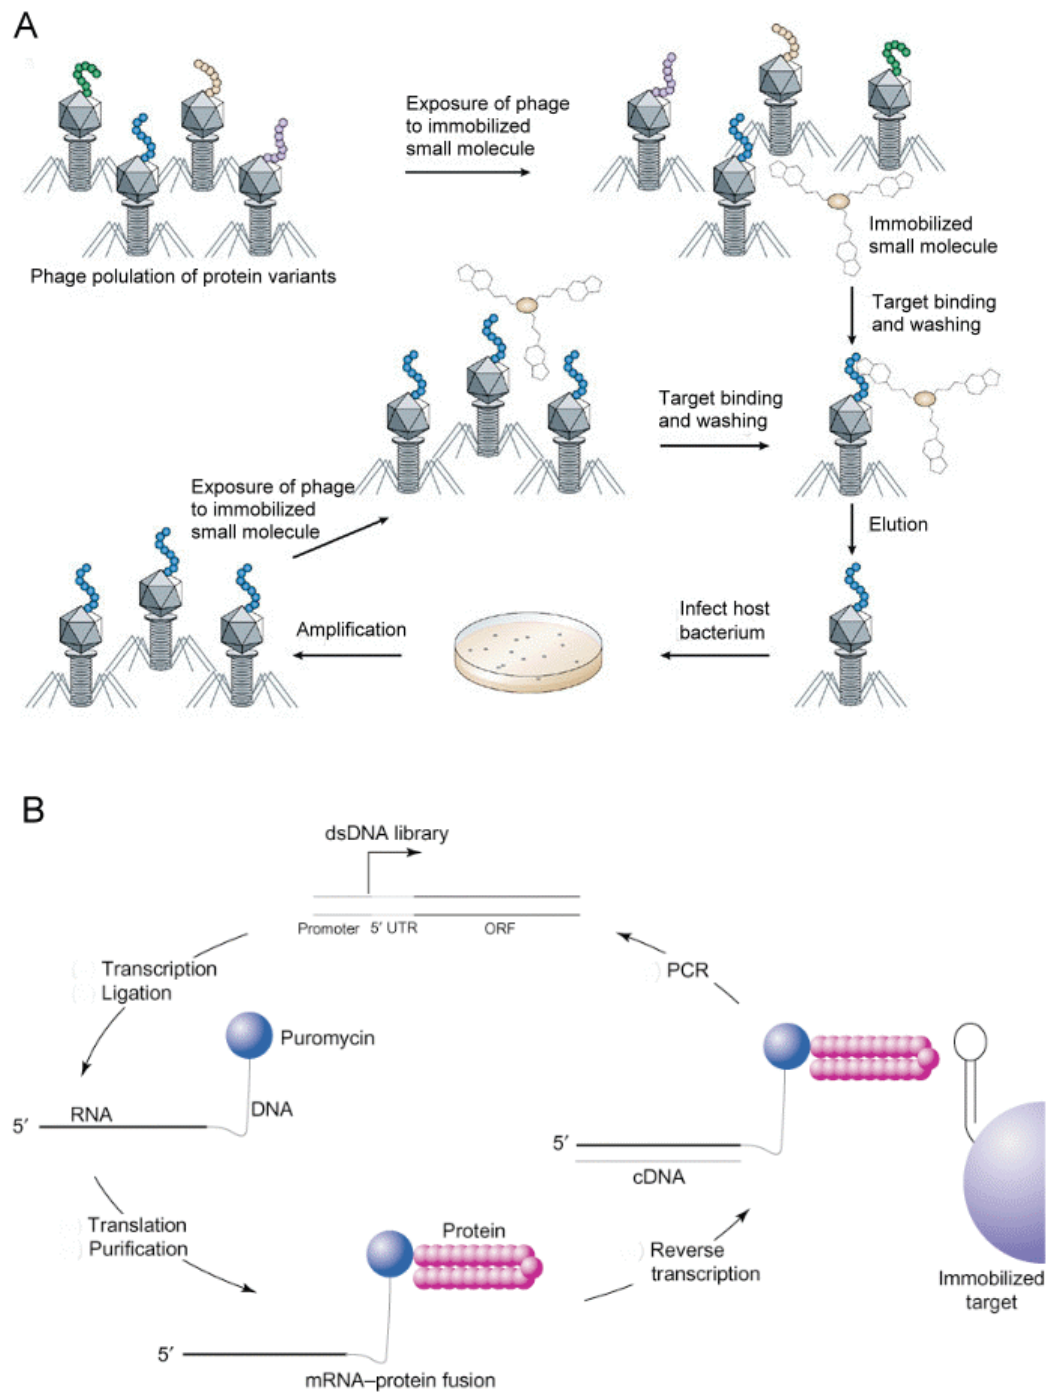 A
Exposure of phage
to immobilized
small molecule
Immobilized
small molecule
Phage polulation of protein variants
Target binding
and washing
Target binding
and washing
Exposure of phage
to immobilized
small molecule
Elution
Infect host
bacterium
Amplification
B
dsDNA library
Promoter
5′ UTR
ORF
Transcription
Ligation
PCR
Puromycin
RNA
DNA
5′
5′
cDNA
Translation
Purification
Protein
Reverse
transcription
Immobilized
target
5′
mRNA–protein fusion